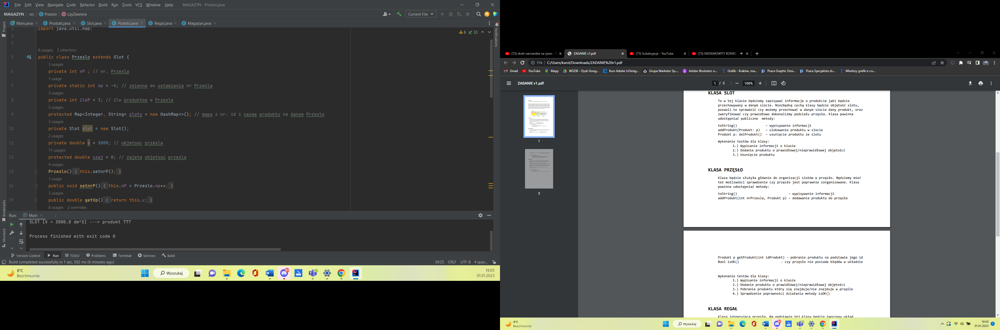 File Edit View Navigate Code Refactor Build Run Tools VCS Window Help MAGAZYN - Przeslo.java
MAGAZYN src Przeslo czyZawiera
Current File
Main.java Produkt.java Slot.java Przeslo.java Regal.java Magazyn.java
Project
Notifications
Bookmarks
Structure
6 33
2 import java.util.Map;
3
4
8 usages 2 inheritors
5 public class Przeslo extends Slot {
3 usages
6 private int nP ; // nr. Przesla
1 usage
7 private static int np = -4; // zmienna do ustawiania nr Przesla
3 usages
8 private int ileP = 3; // ile produktow w Przesle
5 usages
9 protected Map<Integer, String> sloty = new HashMap<>(); // mapa z nr. id i nazwa produktu na danym Przesle
3 usages
10 private Slot slot = new Slot();
2 usages
11 private double v = 3000; // objetosc przesla
11 usages
12 protected double vzaj = 0; // zajeta objetosc przesla
4 usages
13 Przeslo() { this.setnrP(); }
1 usage
16 public void setnrP() { this.nP = Przeslo.np++; }
3 usages
19 public double getVp() { return this.v; }
8 usages 2 overrides
Run: Main
SLOT [V = 3000.0 dm^3] ---> produkt 777
Process finished with exit code 0
Version Control Run TODO Problems Terminal Services Build
Build completed successfully in 1 sec, 502 ms (6 minutes ago) 39:25 CRLF UTF-8 4 spac...
8°C
Bezchmurnie
Wyszukaj
9+
19:05
01.01.2023
(73) skoki narciarskie na żywo - ZADANIE v1.pdf (73) Subskrypcje - YouTube (73) NIESAMOWITY KONIEC
Plik C:/Users/karol/Downloads/ZADANIE%20v1.pdf
Gmail YouTube Mapy WSZIB – Dysk Goog... Kurs Adobe InDesig... Grupa Marketer Sp.... Adobe Illustrator o... Grafik - Kraków, ma... Praca Graphic Desi... Praca Specjalista ds... Młodszy grafik e-co...
ZADANIE v1.pdf 1 / 2 100%
1
2
KLASA SLOT
To w tej klasie będziemy zapisywać informacje o produkcie jaki będzie
przechowywany w danym slocie. Niezbędną cechą klasy będzie objętość slotu,
pozwoli to sprawdzić czy możemy przechować w danym slocie dany produkt, oraz
zweryfikować czy prawidłowo dokonaliśmy podziału przęsła. Klasa powinna
udostępniać publiczne metody:
toString() – wypisywanie informacji
addProdukt(Produkt: p) – ulokowanie produktu w slocie
Produkt p: delProdukt() – usunięcie produktu ze slotu
Wykonanie testów dla klasy:
1.) Wypisanie informacji o klasie
2.) Dodanie produktu o prawidłowej/nieprawidłowej objętości
3.) Usunięcie produktu
KLASA PRZĘSŁO
Klasa będzie służyła głównie do organizacji slotów w przęsło. Będziemy mieć
też możliwości sprawdzenie czy przęsło jest poprawnie zorganizowane. Klasa
powinna udostępniać metody:
toString() – wypisywanie informacji
addProdukt(int nrPrzesla, Produkt p) – dodawanie produktu do przęsła
Produkt p getProdukt(int idProdukt) – pobranie produktu na podstawie jego id
Bool isOK() - czy przęsło nie posiada błędów w układzie
Wykonanie testów dla klasy:
1.) Wypisanie informacji o klasie
2.) Dodanie produktu o prawidłowej/nieprawidłowej objętości
3.) Pobranie produktu który się znajduje/nie znajduje w przęśle
4.) Sprawdzenie poprawności działania metody isOK()
KLASA REGAŁ
Klasa integrująca przęsła. Na podstawie tej klasy będzie tworzony układ
8°C
Bezchmurnie
Wyszukaj
9+
19:05
01.01.2023
1